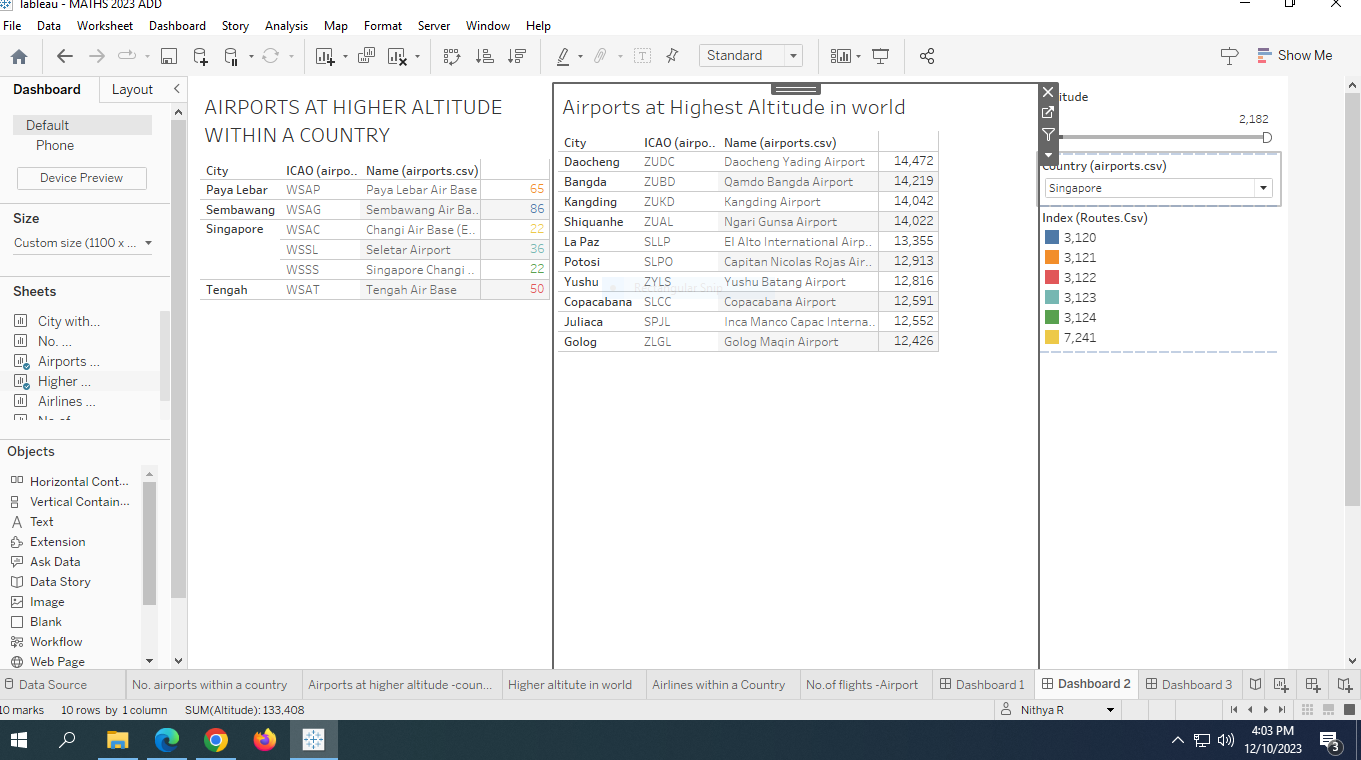 Tableau - MATHS 2023 ADD
File Data Worksheet Dashboard Story Analysis Map Format Server Window Help
Standard
Show Me
Dashboard Layout
Default
Phone
Device Preview
Size
Custom size (1100 x ...
Sheets
City with...
No. ...
Airports ...
Higher ...
Airlines ...
Objects
Horizontal Cont...
Vertical Contain...
Text
Extension
Ask Data
Data Story
Image
Blank
Workflow
Web Page
AIRPORTS AT HIGHER ALTITUDE
WITHIN A COUNTRY
City ICAO (airpo.. Name (airports.csv)
Paya Lebar WSAP Paya Lebar Air Base 65
Sembawang WSAG Sembawang Air Ba.. 86
Singapore WSAC Changi Air Base (E.. 22
WSSL Seletar Airport 36
WSSS Singapore Changi .. 22
Tengah WSAT Tengah Air Base 50
Airports at Highest Altitude in world
City ICAO (airpo.. Name (airports.csv)
Daocheng ZUDC Daocheng Yading Airport 14,472
Bangda ZUBD Qamdo Bangda Airport 14,219
Kangding ZUKD Kangding Airport 14,042
Shiquanhe ZUAL Ngari Gunsa Airport 14,022
La Paz SLLP El Alto International Airp.. 13,355
Potosi SLPO Capitan Nicolas Rojas Air.. 12,913
Yushu ZYLS Yushu Batang Airport 12,816
Copacabana SLCC Copacabana Airport 12,591
Juliaca SPJL Inca Manco Capac Interna.. 12,552
Golog ZLGL Golog Maqin Airport 12,426
itude
2,182
Country (airports.csv)
Singapore
Index (Routes.Csv)
3,120
3,121
3,122
3,123
3,124
7,241
Data Source No. airports within a country Airports at higher altitude -coun... Higher altitute in world Airlines within a Country No.of flights -Airport Dashboard 1 Dashboard 2 Dashboard 3
10 marks 10 rows by 1 column SUM(Altitude): 133,408 Nithya R
4:03 PM
12/10/2023
3